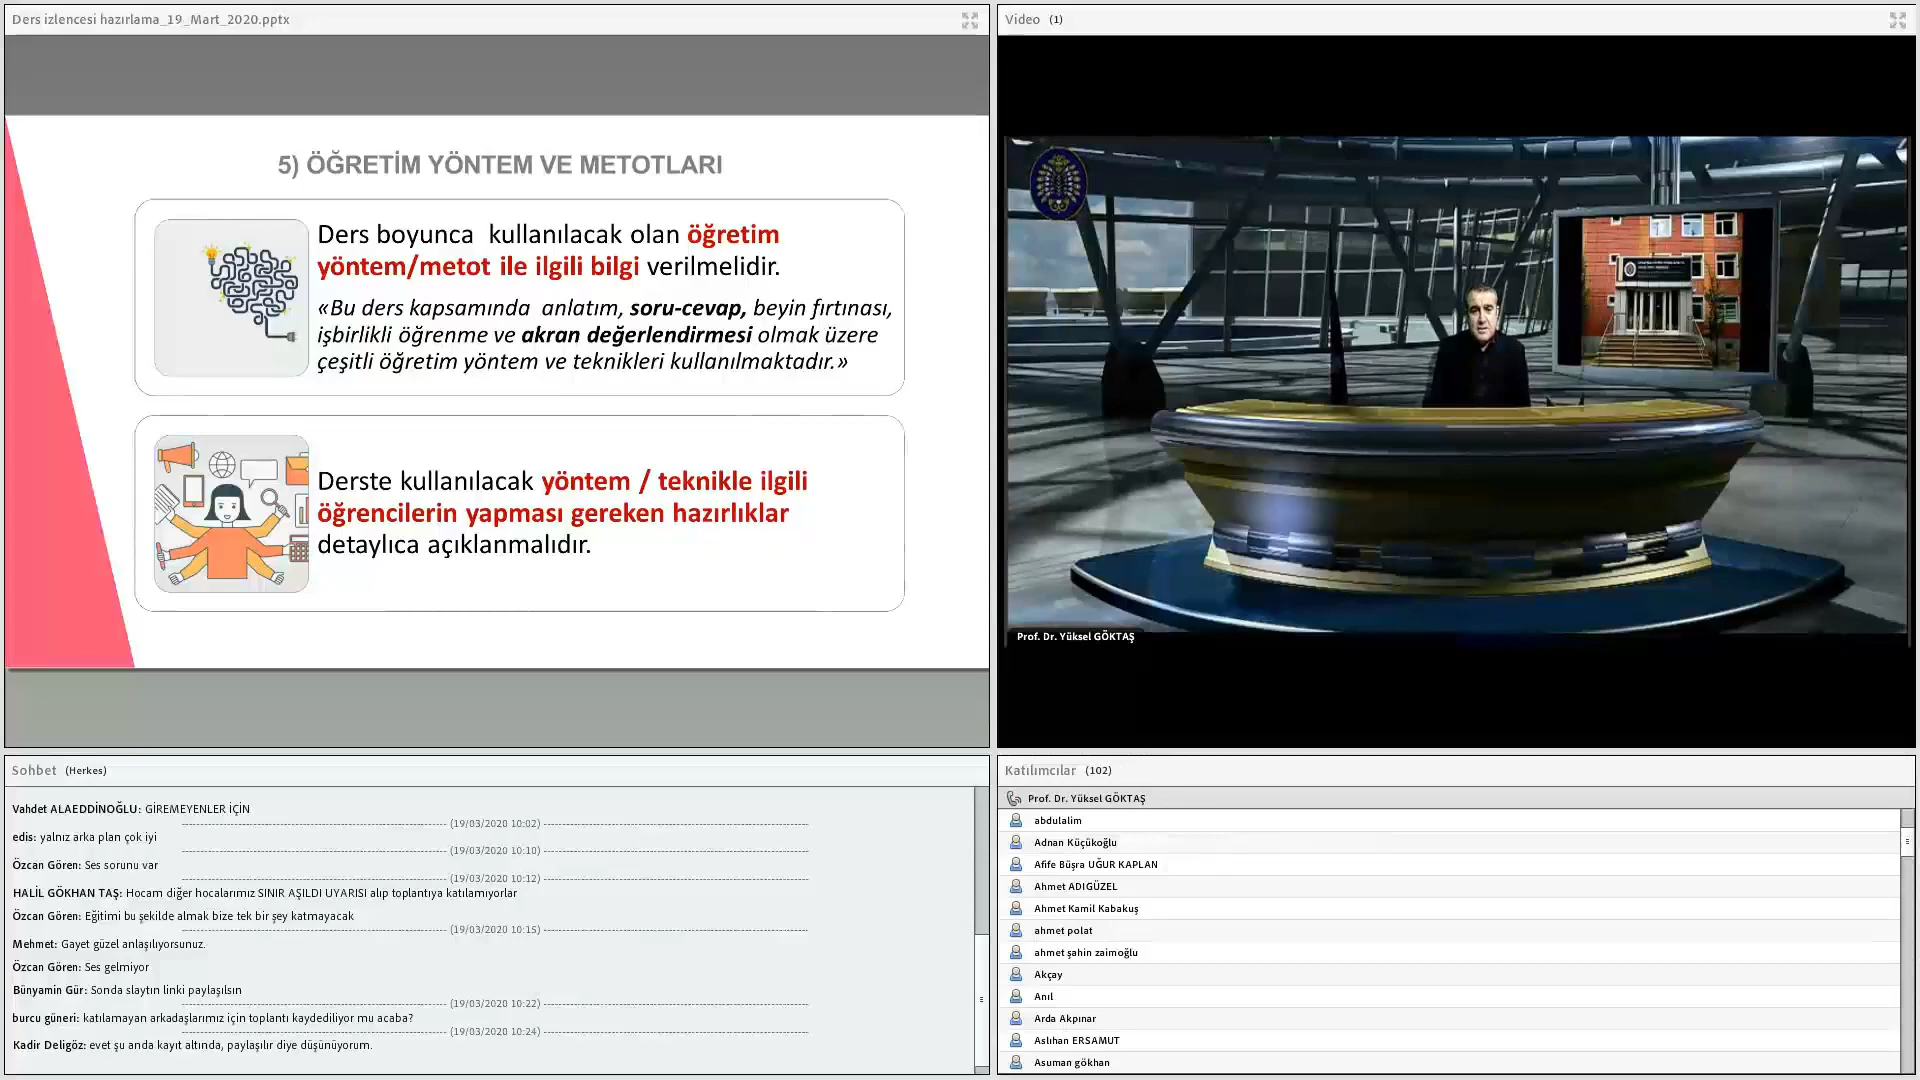 Ders izlencesi hazırlama_19_Mart_2020.pptx
5) ÖĞRETİM YÖNTEM VE METOTLARI
Ders boyunca kullanılacak olan öğretim
yöntem/metot ile ilgili bilgi verilmelidir.
«Bu ders kapsamında anlatım, soru-cevap, beyin fırtınası,
işbirlikli öğrenme ve akran değerlendirmesi olmak üzere
çeşitli öğretim yöntem ve teknikleri kullanılmaktadır.»
Derste kullanılacak yöntem / teknikle ilgili
öğrencilerin yapması gereken hazırlıklar
detaylıca açıklanmalıdır.
Video (1)
Prof. Dr. Yüksel GÖKTAŞ
Sohbet (Herkes)
Vahdet ALAEDDİNOĞLU: GİREMEYENLER İÇİN
(19/03/2020 10:02)
edis: yalnız arka plan çok iyi
(19/03/2020 10:10)
Özcan Gören: Ses sorunu var
(19/03/2020 10:12)
HALİL GÖKHAN TAŞ: Hocam diğer hocalarımız SINIR AŞILDI UYARISI alıp toplantıya katılamıyorlar
Özcan Gören: Eğitimi bu şekilde almak bize tek bir şey katmayacak
(19/03/2020 10:15)
Mehmet: Gayet güzel anlaşılıyorsunuz.
Özcan Gören: Ses gelmiyor
Bünyamin Gür: Sonda slaytın linki paylaşılsın
(19/03/2020 10:22)
burcu güneri: katılamayan arkadaşlarımız için toplantı kaydediliyor mu acaba?
(19/03/2020 10:24)
Kadir Deligöz: evet şu anda kayıt altında, paylaşılır diye düşünüyorum.
Katılımcılar (102)
Prof. Dr. Yüksel GÖKTAŞ
abdulalim
Adnan Küçükoğlu
Afife Büşra UĞUR KAPLAN
Ahmet ADIGÜZEL
Ahmet Kamil Kabakuş
ahmet polat
ahmet şahin zaimoğlu
Akçay
Anıl
Arda Akpınar
Aslıhan ERSAMUT
Asuman gökhan